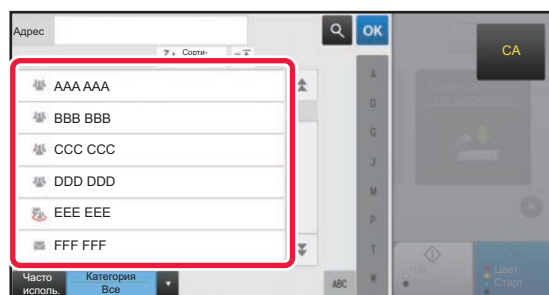 Адрес
OK
CA
Сорти-
AAA AAA
BBB BBB
CCC CCC
DDD DDD
EEE EEE
FFF FFF
A
D
G
J
M
P
T
W
ABC
Часто
исполь.
Категория
Все
Цвет
Старт